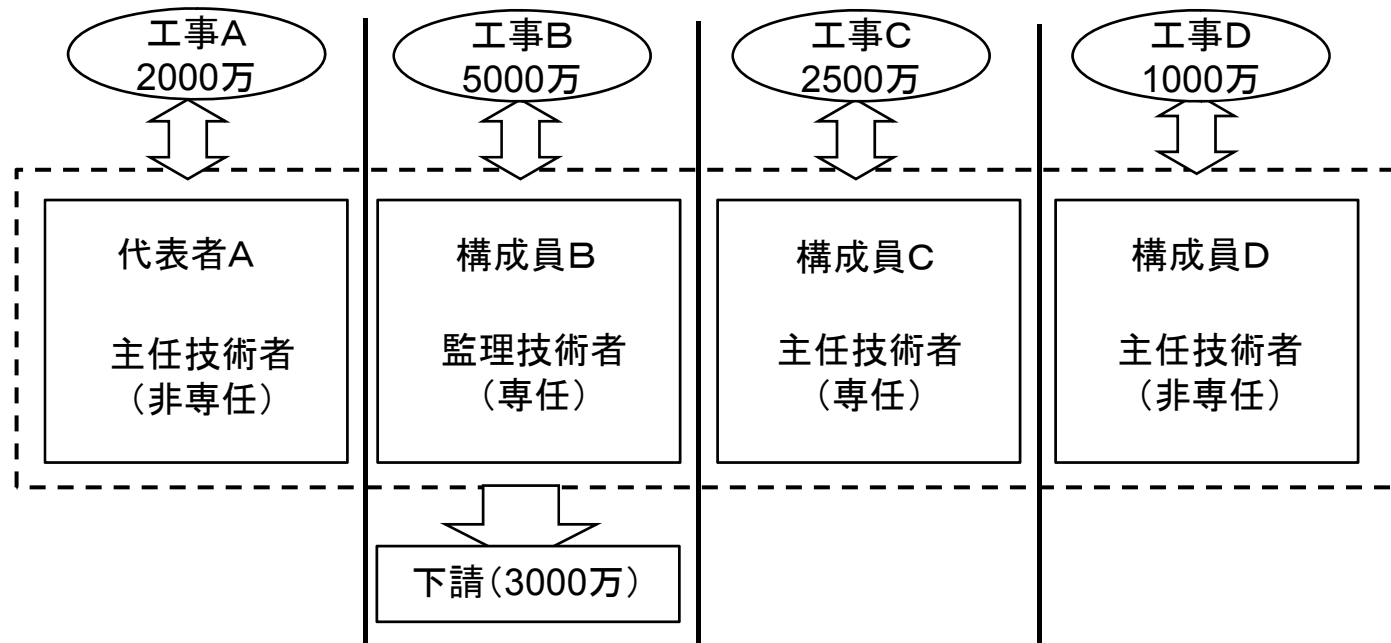 工事A
2000万
工事B
5000万
工事C
2500万
工事D
1000万
代表者A
主任技術者
（非専任）
構成員B
監理技術者
（専任）
構成員C
主任技術者
（専任）
構成員D
主任技術者
（非専任）
下請（3000万）